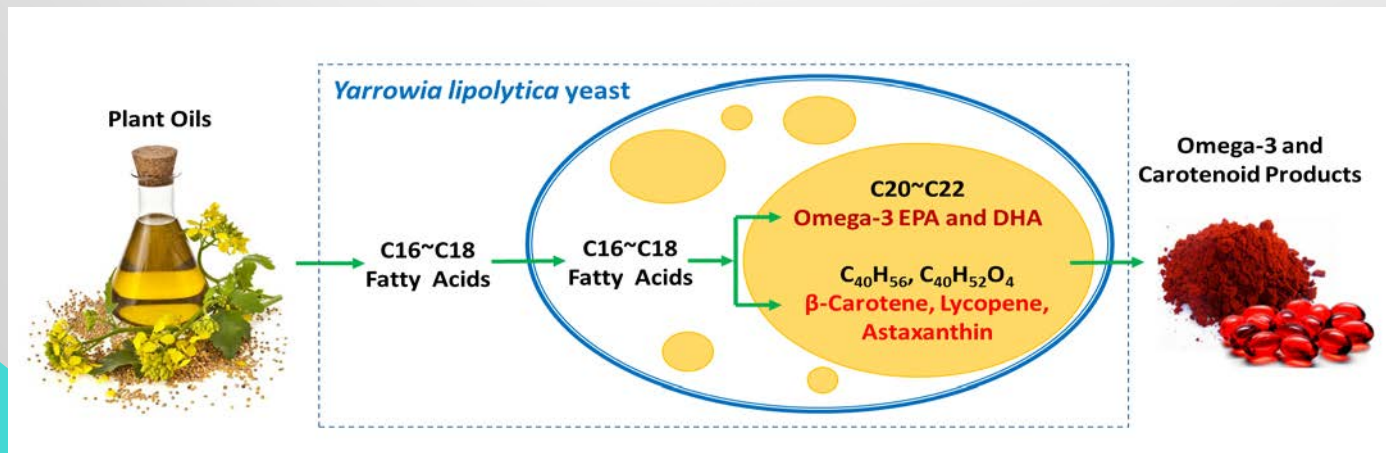 Yarrowia lipolytica yeast
Plant Oils
C16~C18
Fatty Acids
C16~C18
Fatty Acids
C20~C22
Omega-3 EPA and DHA
C₄₀H₅₆, C₄₀H₅₂O₄
β-Carotene, Lycopene,
Astaxanthin
Omega-3 and
Carotenoid Products